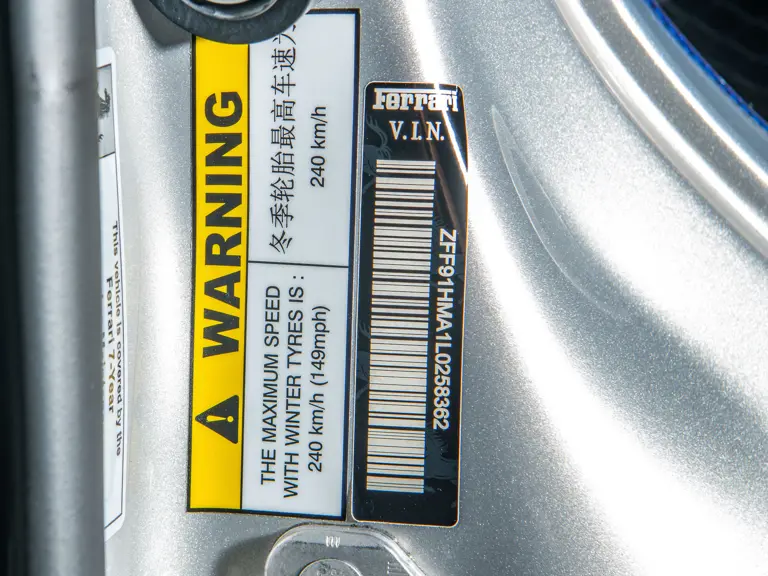 This vehicle is covered by the
Ferrari 7-Year
WARNING
冬季轮胎最高车速为
240 km/h
THE MAXIMUM SPEED
WITH WINTER TYRES IS :
240 km/h (149mph)
Ferrari
V.I.N.
ZFF91HMA1L0258362